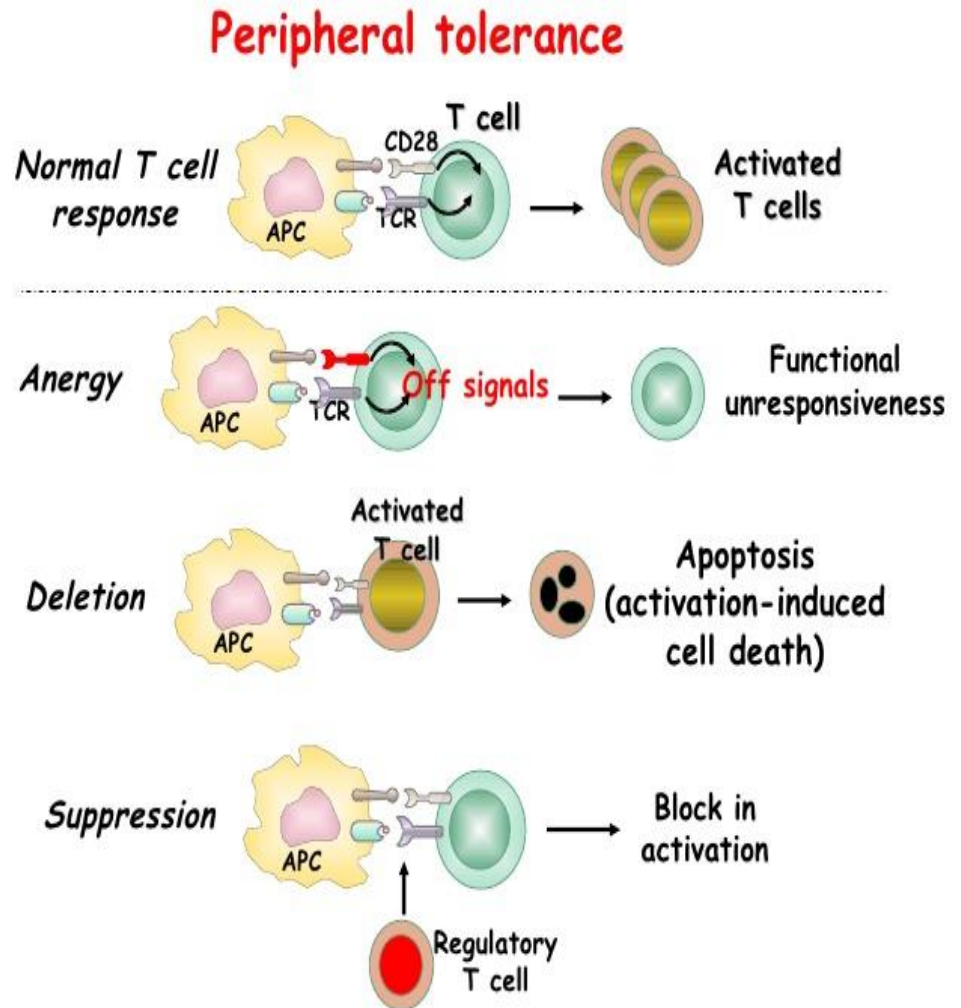 Peripheral tolerance
Normal T cell
response
APC
CD28
TCR
T cell
Activated
T cells
Anergy
APC
TCR
Off signals
Functional
unresponsiveness
Deletion
APC
Activated
T cell
Apoptosis
(activation-induced
cell death)
Suppression
APC
Block in
activation
Regulatory
T cell